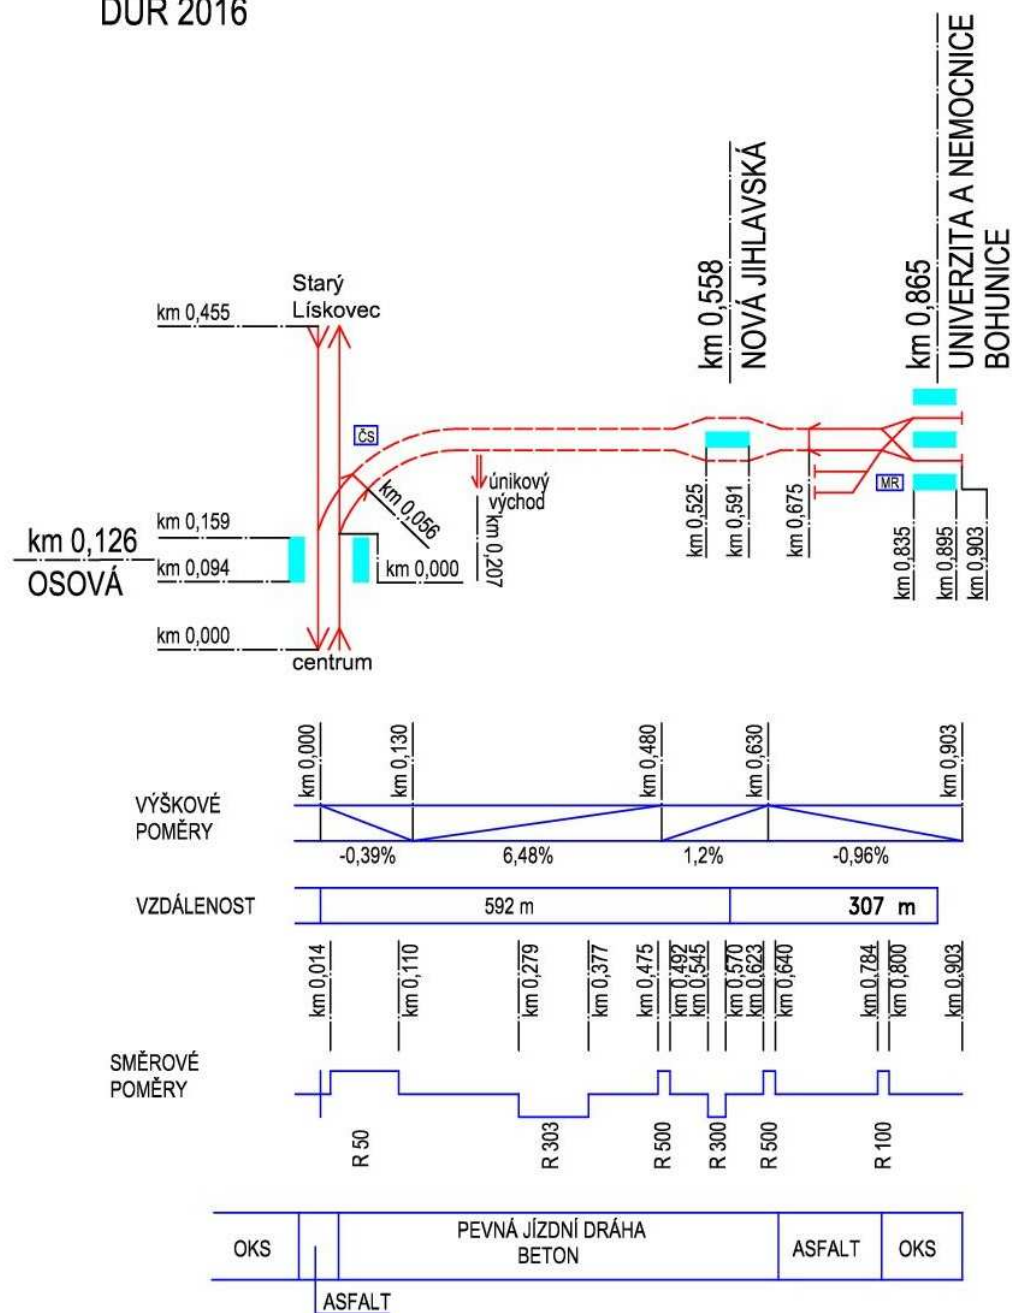 DÚR 2016
km 0,558
NOVÁ JIHLAVSKÁ
km 0,865
UNIVERZITA A NEMOCNICE
BOHUNICE
Starý
Lískovec
km 0,455
ČS
únikový
východ
km 0,207
km 0,056
km 0,000
km 0,525
km 0,591
km 0,675
MR
km 0,835
km 0,895
km 0,903
km 0,159
km 0,126
OSOVÁ
km 0,094
km 0,000
centrum
km 0,000
km 0,130
km 0,480
km 0,630
km 0,903
VÝŠKOVÉ
POMĚRY
-0,39%
6,48%
1,2%
-0,96%
VZDÁLENOST
592 m
307 m
km 0,014
km 0,110
km 0,279
km 0,377
km 0,475
km 0,492
km 0,545
km 0,570
km 0,623
km 0,640
km 0,784
km 0,800
km 0,903
SMĚROVÉ
POMĚRY
R 50
R 303
R 500
R 300
R 500
R 100
OKS
PEVNÁ JÍZDNÍ DRÁHA
BETON
ASFALT
OKS
ASFALT